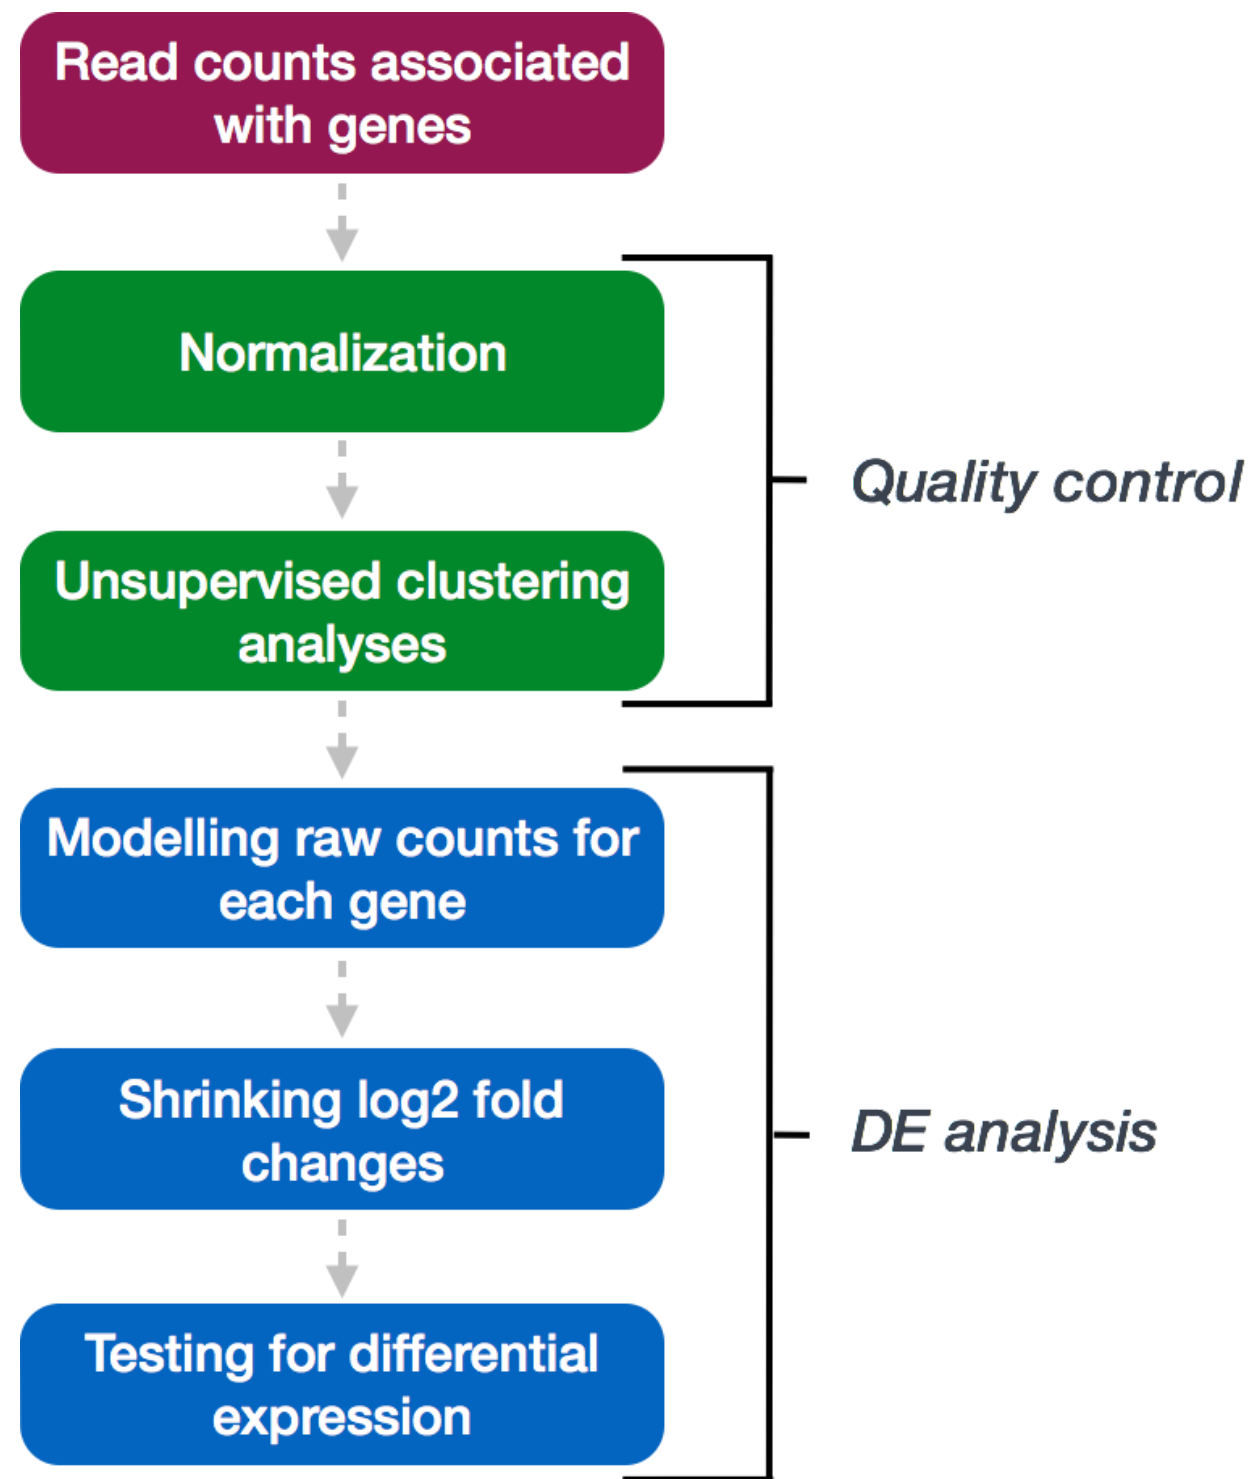 Read counts associated
with genes
Normalization
Unsupervised clustering
analyses
Quality control
Modelling raw counts for
each gene
Shrinking log2 fold
changes
Testing for differential
expression
DE analysis